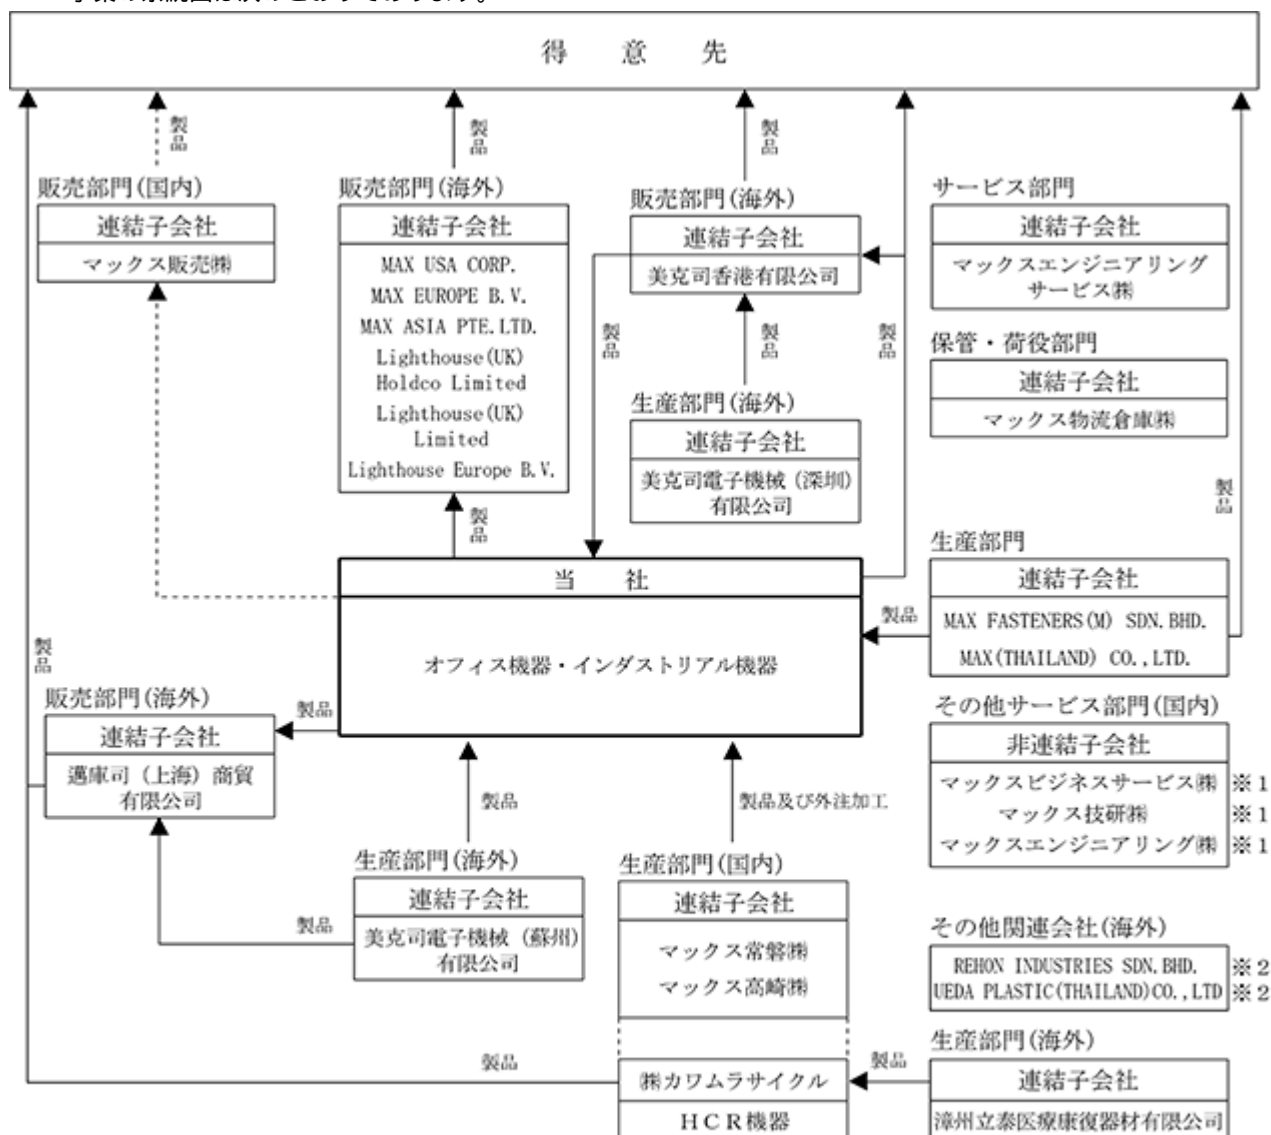 得 意 先
製品
製品
製品
販売部門(国内)
連結子会社
マックス販売㈱
販売部門(海外)
連結子会社
MAX USA CORP.
MAX EUROPE B.V.
MAX ASIA PTE.LTD.
Lighthouse(UK)
Holdco Limited
Lighthouse(UK)
Limited
Lighthouse Europe B.V.
製品
販売部門(海外)
連結子会社
美克司香港有限公司
製品
製品
製品
生産部門(海外)
連結子会社
美克司電子機械(深圳)
有限公司
サービス部門
連結子会社
マックスエンジニアリング
サービス㈱
保管・荷役部門
連結子会社
マックス物流倉庫㈱
製品
生産部門
連結子会社
MAX FASTENERS(M) SDN.BHD.
MAX(THAILAND) CO.,LTD.
製品
当 社
オフィス機器・インダストリアル機器
製品
販売部門(海外)
連結子会社
邁庫司(上海)商貿
有限公司
製品
製品
製品及び外注加工
その他サービス部門(国内)
非連結子会社
マックスビジネスサービス㈱ ※1
マックス技研㈱ ※1
マックスエンジニアリング㈱ ※1
生産部門(海外)
連結子会社
美克司電子機械(蘇州)
有限公司
製品
生産部門(国内)
連結子会社
マックス常磐㈱
マックス高崎㈱
その他関連会社(海外)
REHON INDUSTRIES SDN.BHD. ※2
UEDA PLASTIC(THAILAND)CO.,LTD ※2
製品
㈱カワムラサイクル
HCR機器
製品
生産部門(海外)
連結子会社
漳州立泰医療康復器材有限公司